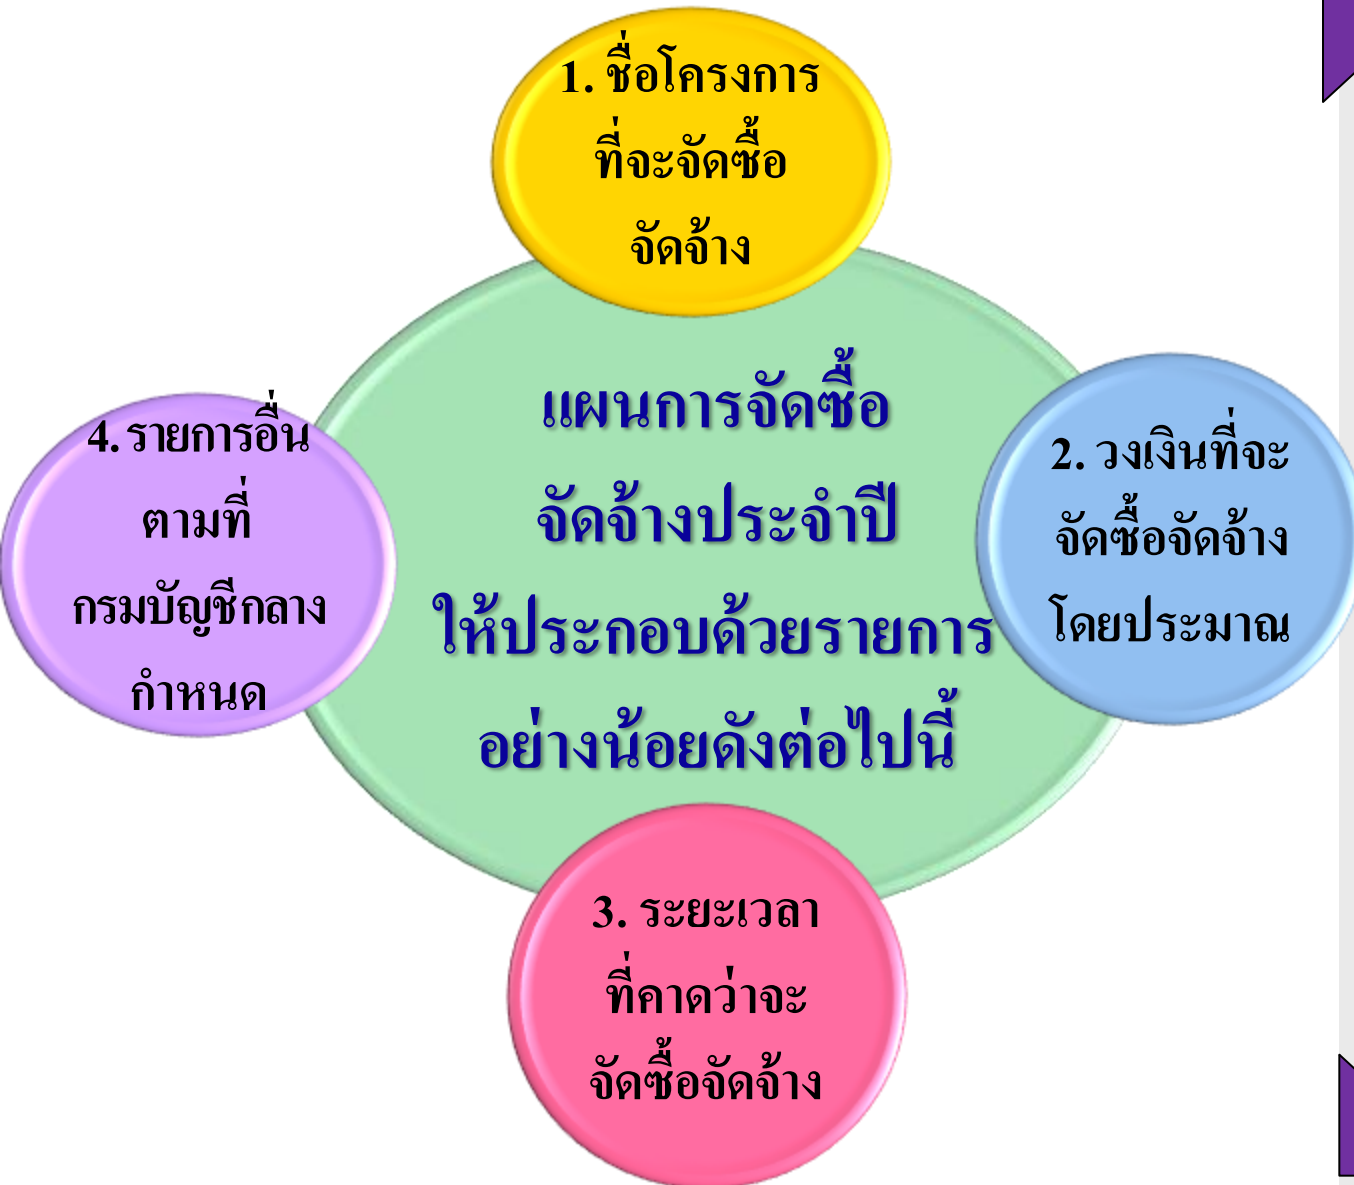 1. ชื่อโครงการ
ที่จะจัดซื้อ
จัดจ้าง
แผนการจัดซื้อ
จัดจ้างประจำปี
ให้ประกอบด้วยรายการ
อย่างน้อยดังต่อไปนี้
2. วงเงินที่จะ
จัดซื้อจัดจ้าง
โดยประมาณ
3. ระยะเวลา
ที่คาดว่าจะ
จัดซื้อจัดจ้าง
4. รายการอื่น
ตามที่
กรมบัญชีกลาง
กำหนด